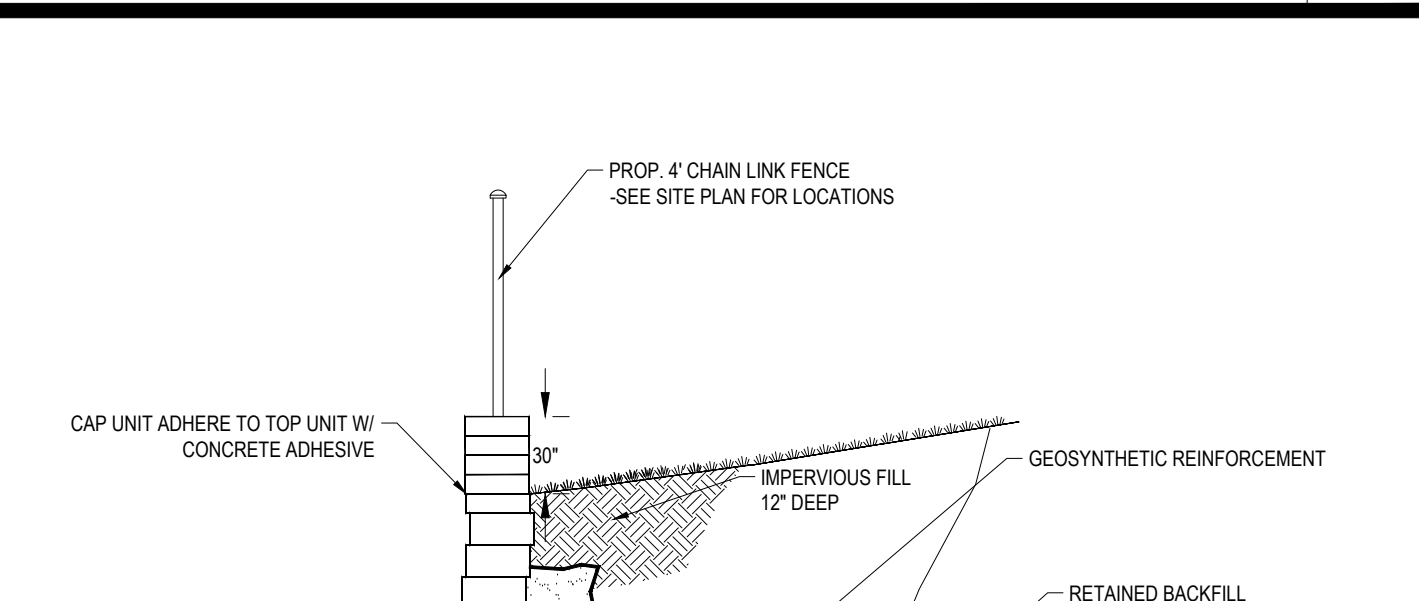 PROP. 4' CHAIN LINK FENCE
-SEE SITE PLAN FOR LOCATIONS
CAP UNIT ADHERE TO TOP UNIT W/
CONCRETE ADHESIVE
30"
GEOSYNTHETIC REINFORCEMENT
IMPERVIOUS FILL
12" DEEP
RETAINED BACKFILL